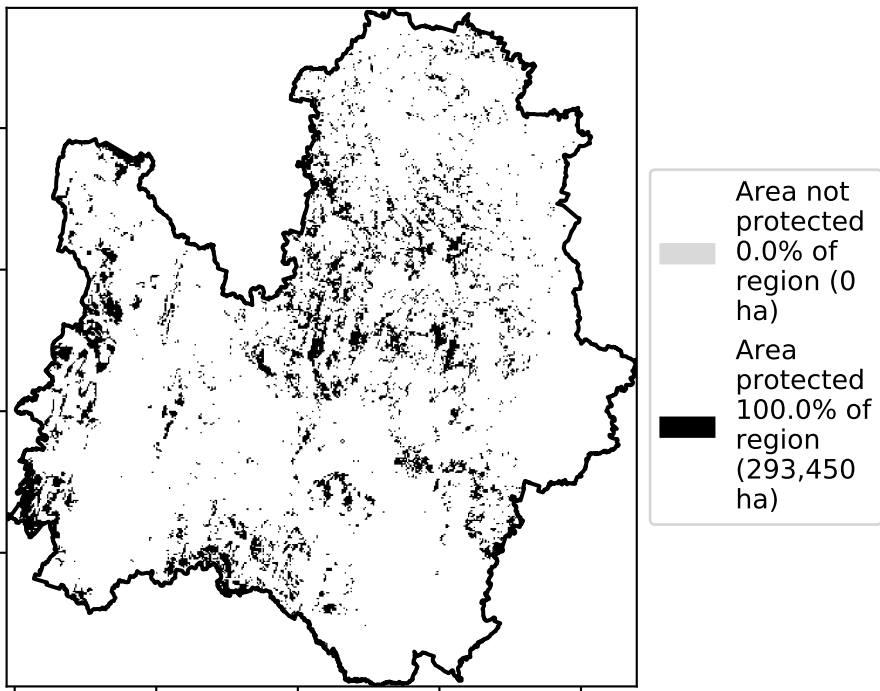 Area not
protected
0.0% of
region (0
ha)
Area
protected
100.0% of
region
(293,450
ha)